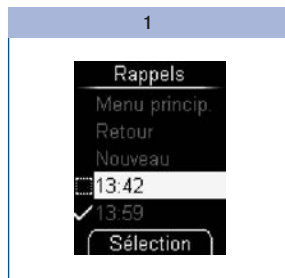 1
Rappels
Menu princip.
Retour
Nouveau
13:42
13:59
Sélection